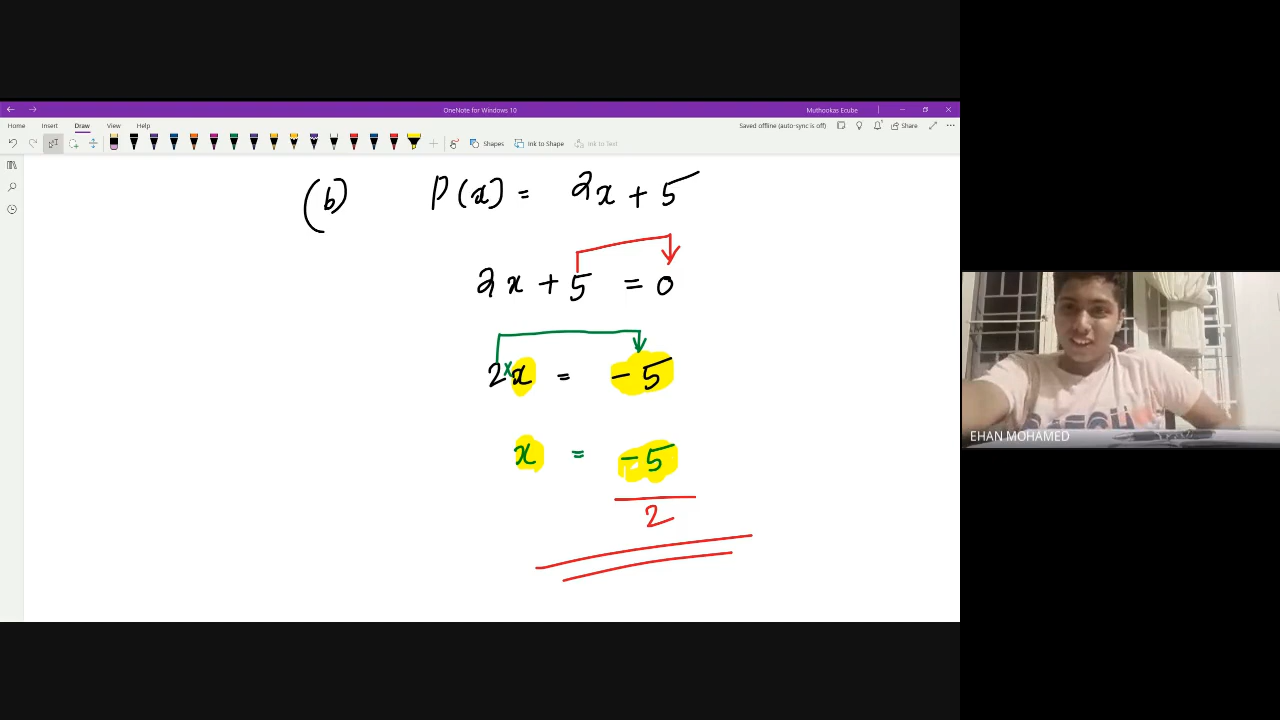 OneNote for Windows 10
Muthookas Ecube
Home Insert Draw View Help
Saved offline (auto-sync is off) Share
Shapes Ink to Shape Ink to Text
(b) P(x) = 2x + 5
2x + 5 = 0
2 × x = -5
x = -5
2
EHAN MOHAMED